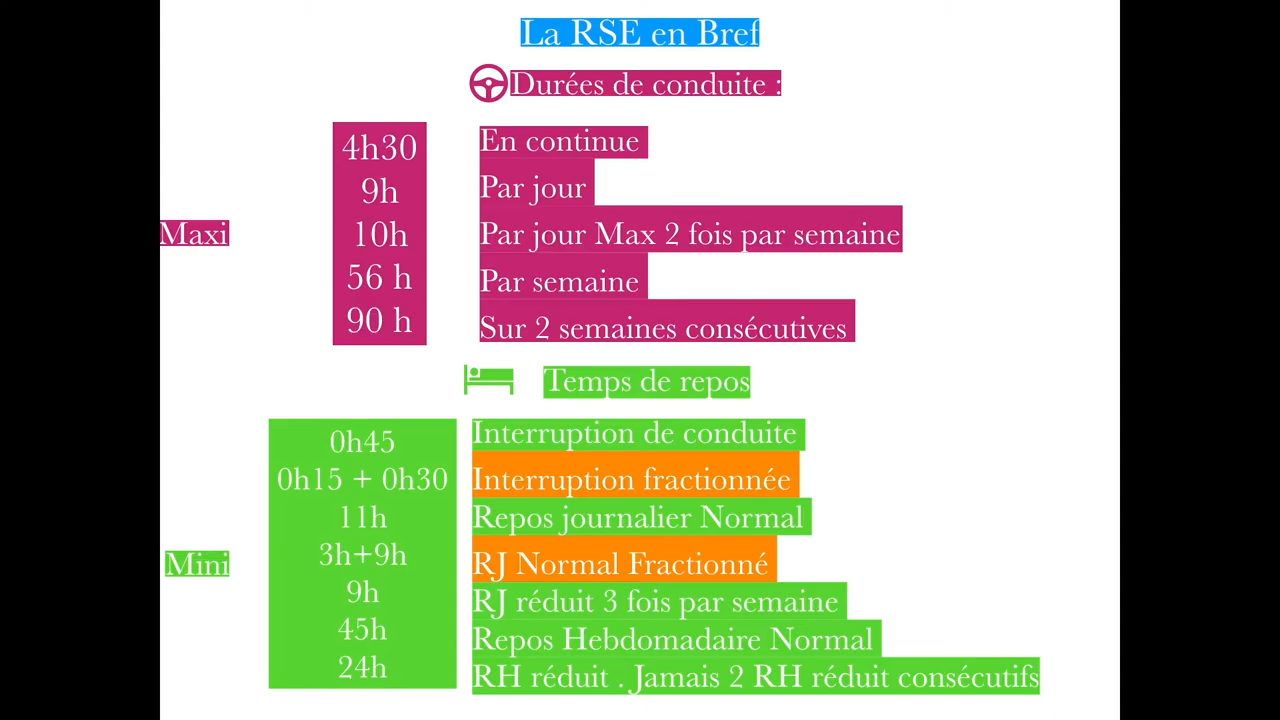 La RSE en Bref
Durées de conduite :
Maxi
4h30 En continue
9h Par jour
10h Par jour Max 2 fois par semaine
56 h Par semaine
90 h Sur 2 semaines consécutives
Temps de repos
Mini
0h45 Interruption de conduite
0h15 + 0h30 Interruption fractionnée
11h Repos journalier Normal
3h+9h RJ Normal Fractionné
9h RJ réduit 3 fois par semaine
45h Repos Hebdomadaire Normal
24h RH réduit . Jamais 2 RH réduit consécutifs